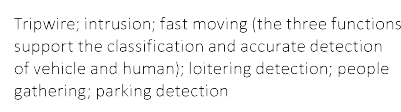 Tripwire; intrusion; fast moving (the three functions
support the classification and accurate detection
of vehicle and human); loitering detection; people
gathering; parking detection